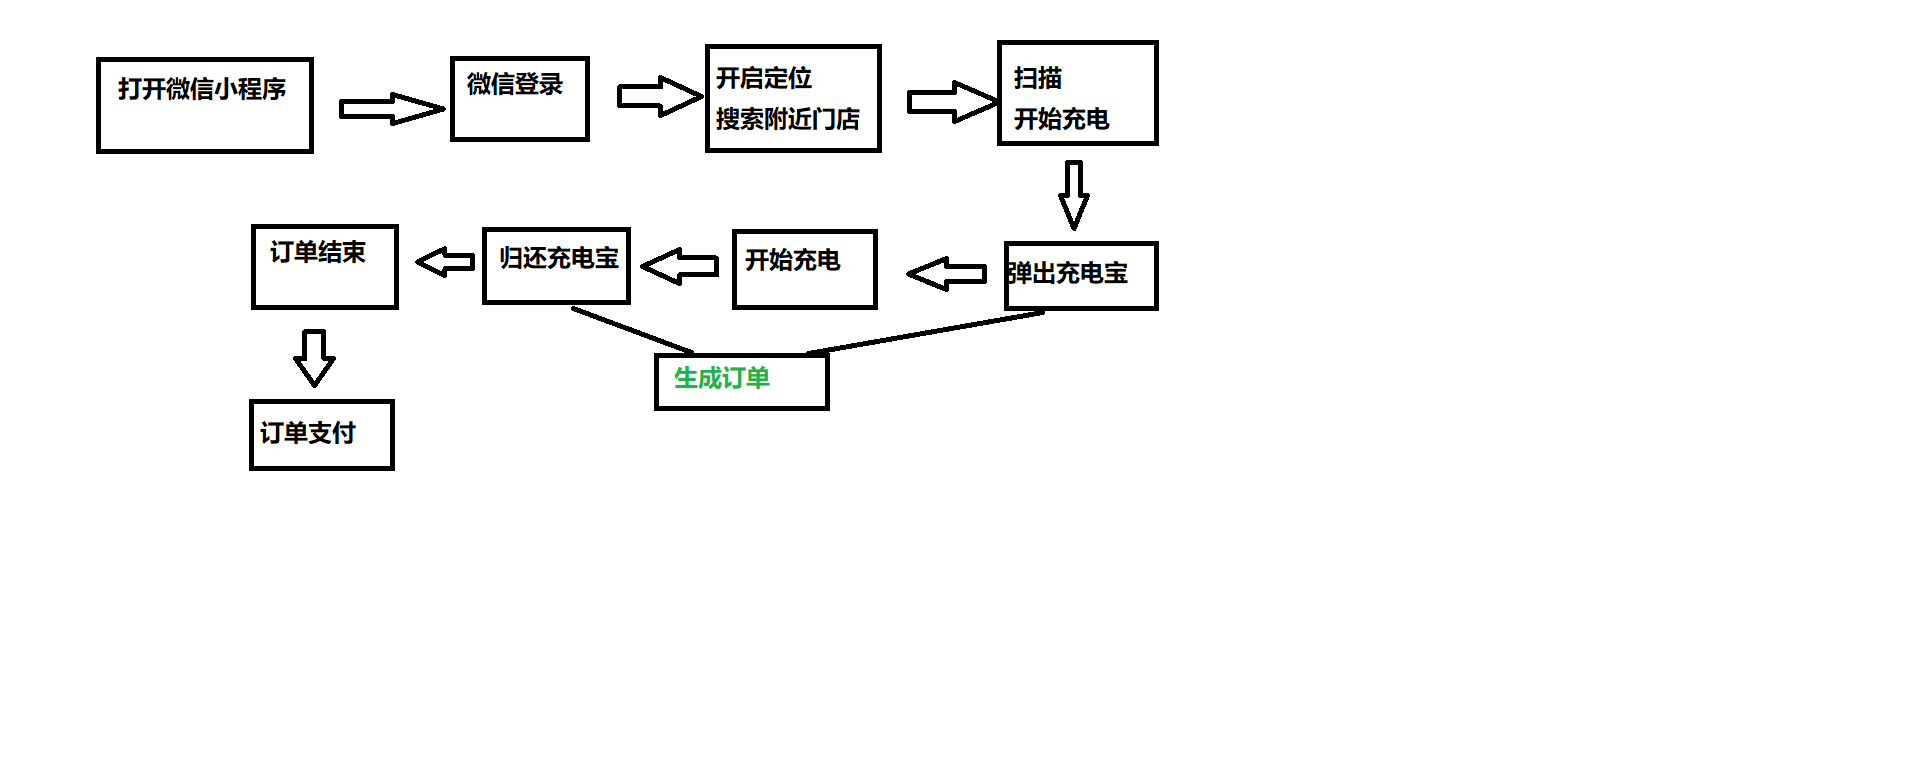 打开微信小程序
微信登录
开启定位
搜索附近门店
扫描
开始充电
弹出充电宝
开始充电
归还充电宝
订单结束
生成订单
订单支付